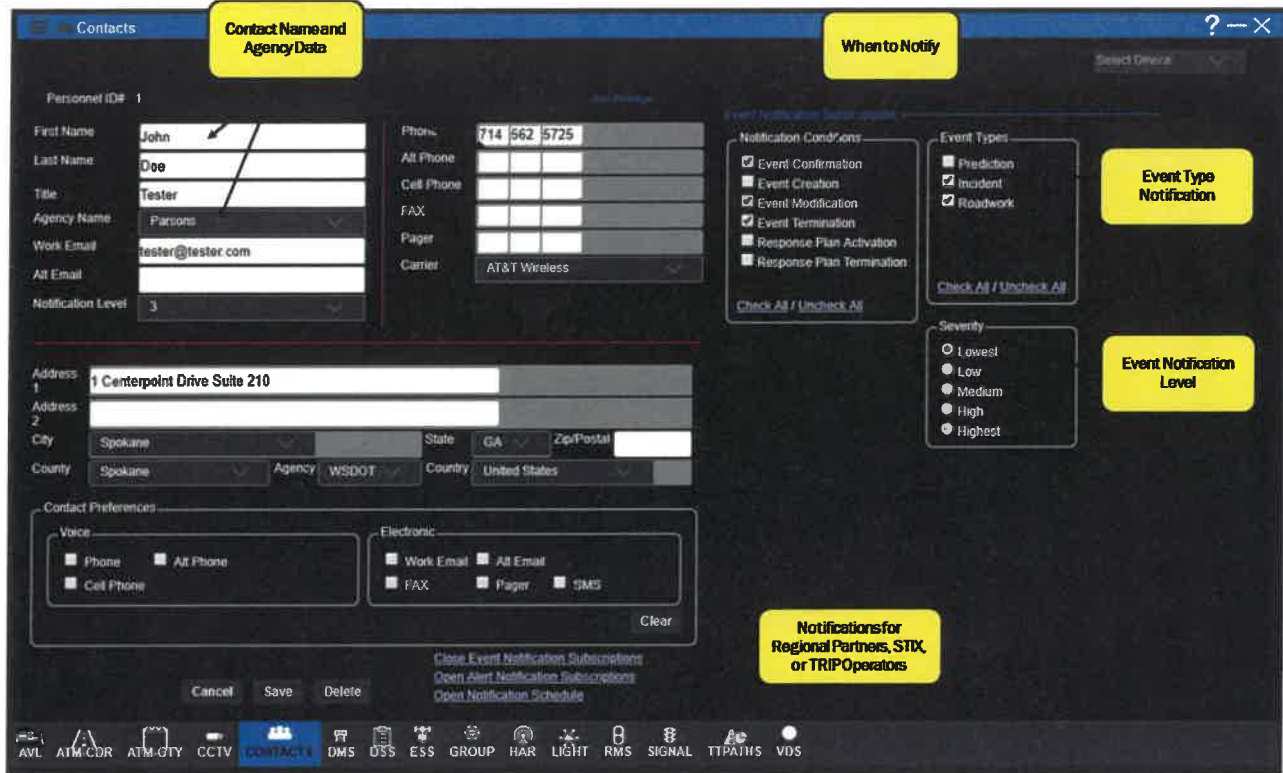 Contacts
Contact Name and
Agency Data
When to Notify
? — ×
Select Device
Personnel ID# 1
First Name
John
Last Name
Doe
Title
Tester
Agency Name
Parsons
Work Email
tester@tester.com
Alt Email
Notification Level
3
Phone
714 562 5725
Alt Phone
Cell Phone
FAX
Pager
Carrier
AT&T Wireless
Notification Conditions
Event Confirmation
Event Creation
Event Modification
Event Termination
Response Plan Activation
Response Plan Termination
Check All / Uncheck All
Event Types
Prediction
Incident
Roadwork
Check All / Uncheck All
Event Type
Notification
Severity
Lowest
Low
Medium
High
Highest
Event Notification
Level
Address
1
1 Centerpoint Drive Suite 210
Address
2
City
Spokane
State
GA
Zip/Postal
County
Spokane
Agency
WSDOT
Country
United States
Contact Preferences
Voice
Phone
Alt Phone
Cell Phone
Electronic
Work Email
Alt Email
FAX
Pager
SMS
Clear
Notifications for
Regional Partners, STIX,
or TRIP Operators
Close Event Notification Subscriptions
Open Alert Notification Subscriptions
Open Notification Schedule
Cancel
Save
Delete
AVL
ATM-CDR
ATM-GTY
CCTV
CONTACTS
DMS
DSS
ESS
GROUP
HAR
LIGHT
RMS
SIGNAL
TTPATHS
VDS